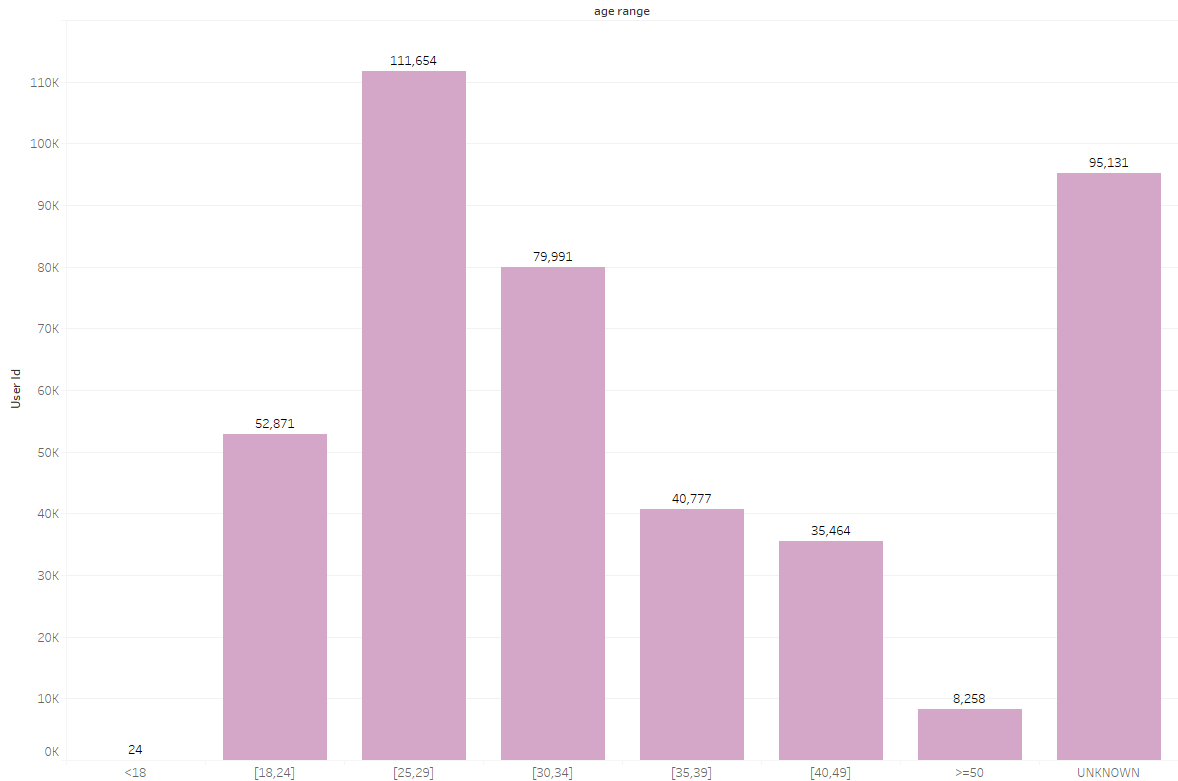 age range
111,654
110K
100K
95,131
90K
79,991
80K
70K
User Id
60K
52,871
50K
40,777
40K
35,464
30K
20K
10K
8,258
24
0K
<18 [18,24] [25,29] [30,34] [35,39] [40,49] >=50 UNKNOWN